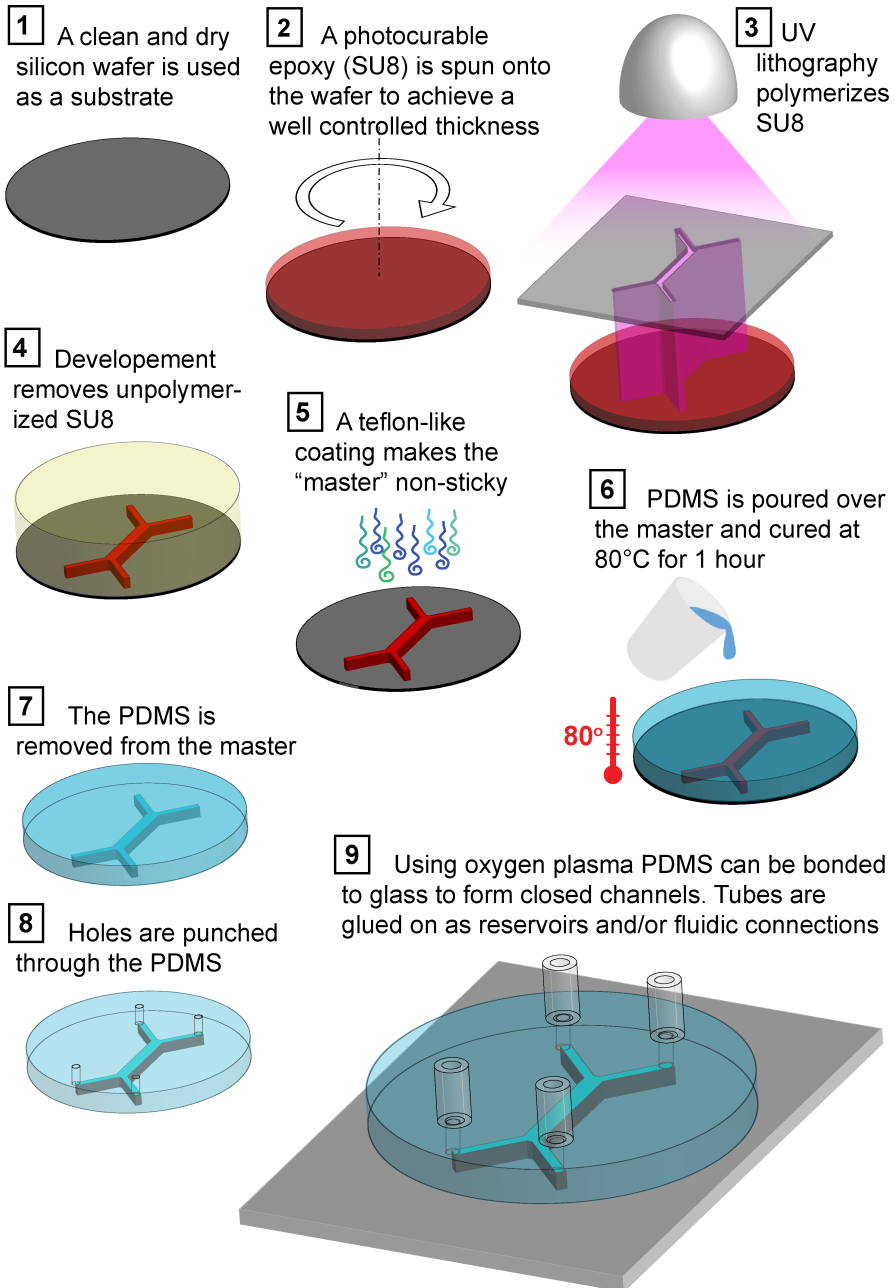 1 A clean and dry
silicon wafer is used
as a substrate
2 A photocurable
epoxy (SU8) is spun onto
the wafer to achieve a
well controlled thickness
3 UV
lithography
polymerizes
SU8
4 Developement
removes unpolymer-
ized SU8
5 A teflon-like
coating makes the
“master” non-sticky
6 PDMS is poured over
the master and cured at
80°C for 1 hour
80°
7 The PDMS is
removed from the master
8 Holes are punched
through the PDMS
9 Using oxygen plasma PDMS can be bonded
to glass to form closed channels. Tubes are
glued on as reservoirs and/or fluidic connections